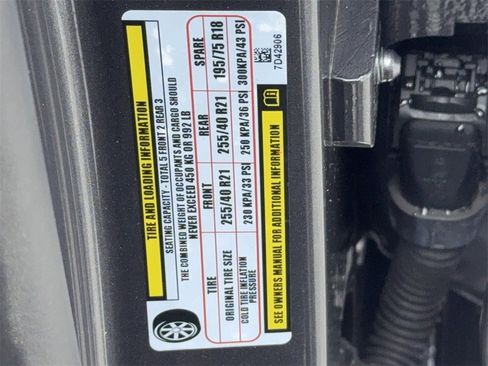 TIRE AND LOADING INFORMATION
SEATING CAPACITY - TOTAL 5 FRONT 2 REAR 3
THE COMBINED WEIGHT OF OCCUPANTS AND CARGO SHOULD
NEVER EXCEED 450 KG OR 992 LB
TIRE FRONT REAR SPARE
ORIGINAL TIRE SIZE 255/40 R21 255/40 R21 195/75 R18
COLD TIRE INFLATION
PRESSURE 230 KPA/33 PSI 250 KPA/36 PSI 300KPA/43 PSI
SEE OWNERS MANUAL FOR ADDITIONAL INFORMATION
7D42906